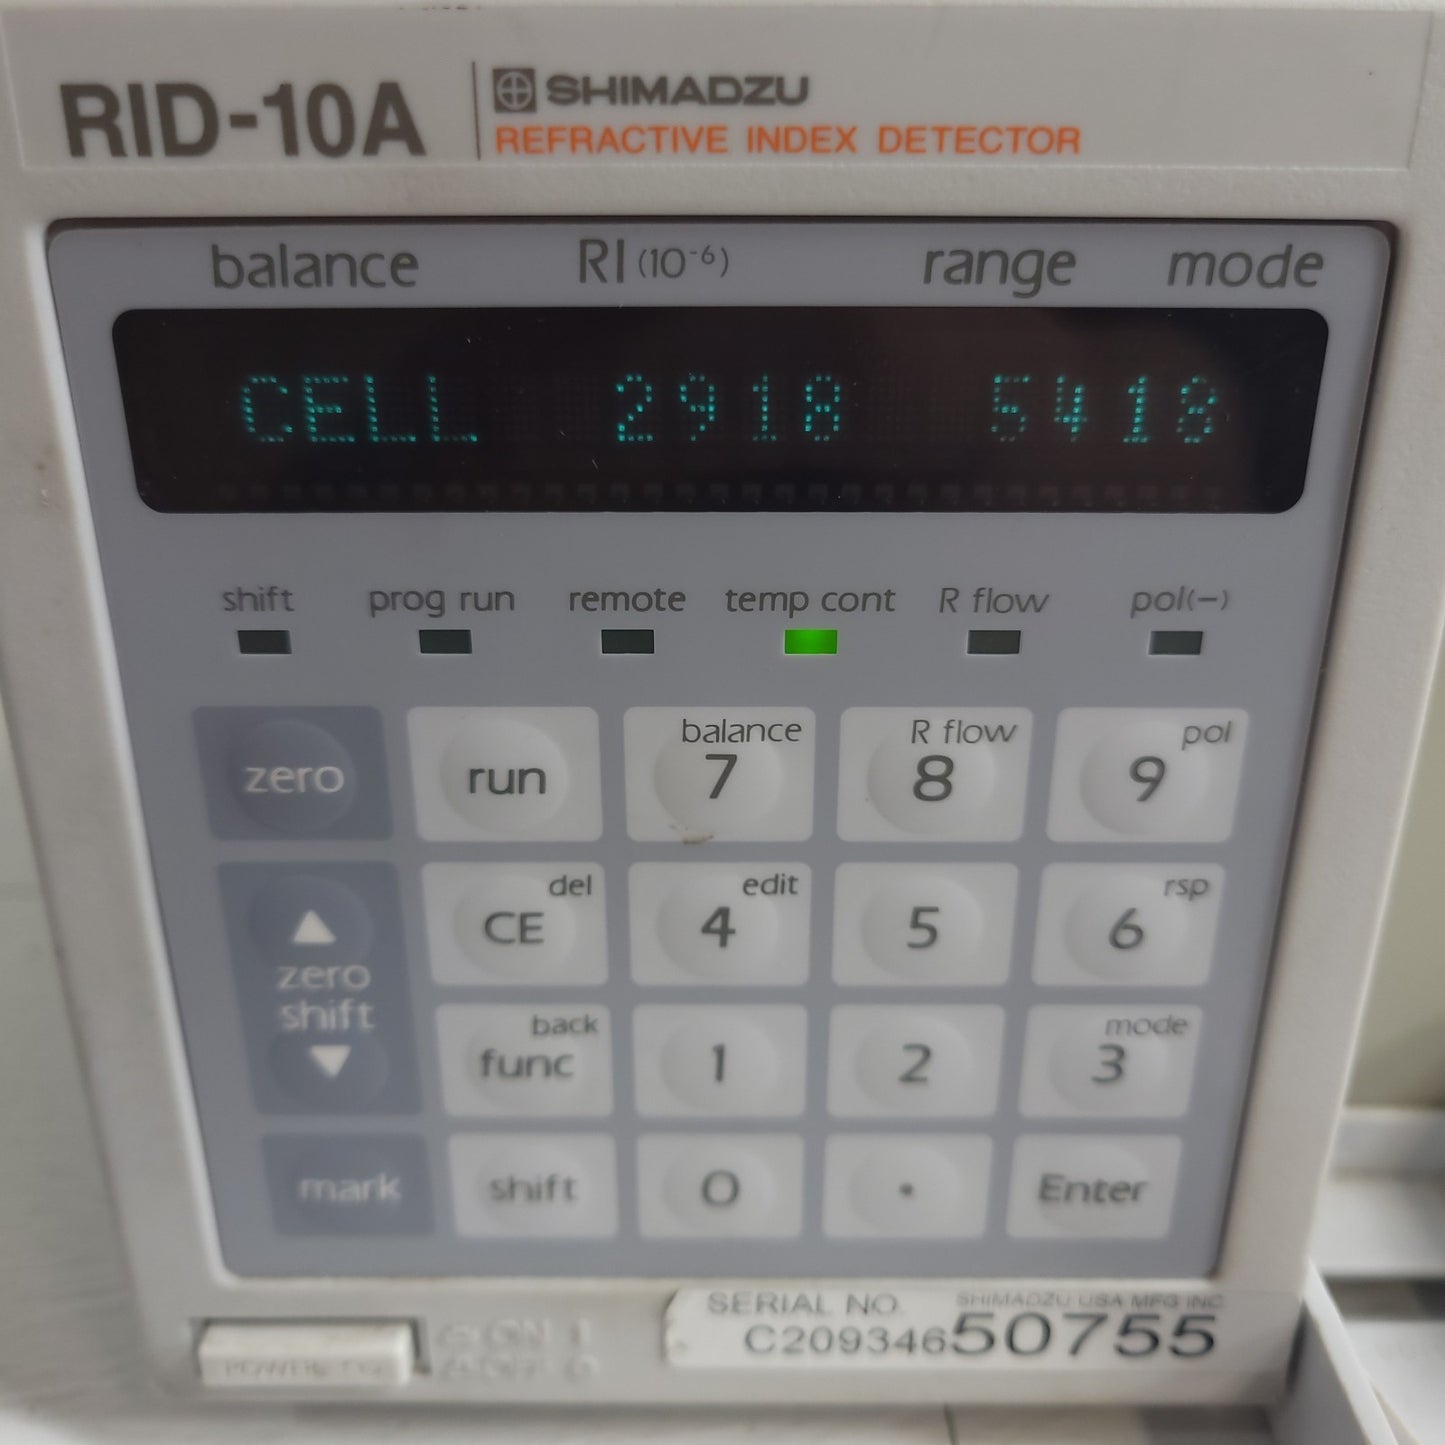 RID-10A SHIMADZU
REFRACTIVE INDEX DETECTOR
balance RI (10⁻⁶) range mode
CELL 2918 5418
shift prog run remote temp cont R flow pol(−)
zero run balance 7 R flow 8 pol 9
del CE edit 4 5 rsp 6
▲
zero
shift
▼
back func 1 2 mode 3
mark shift 0 . Enter
SERIAL NO. SHIMADZU USA MFG INC
C20934650755
POWER
ON I
OFF O